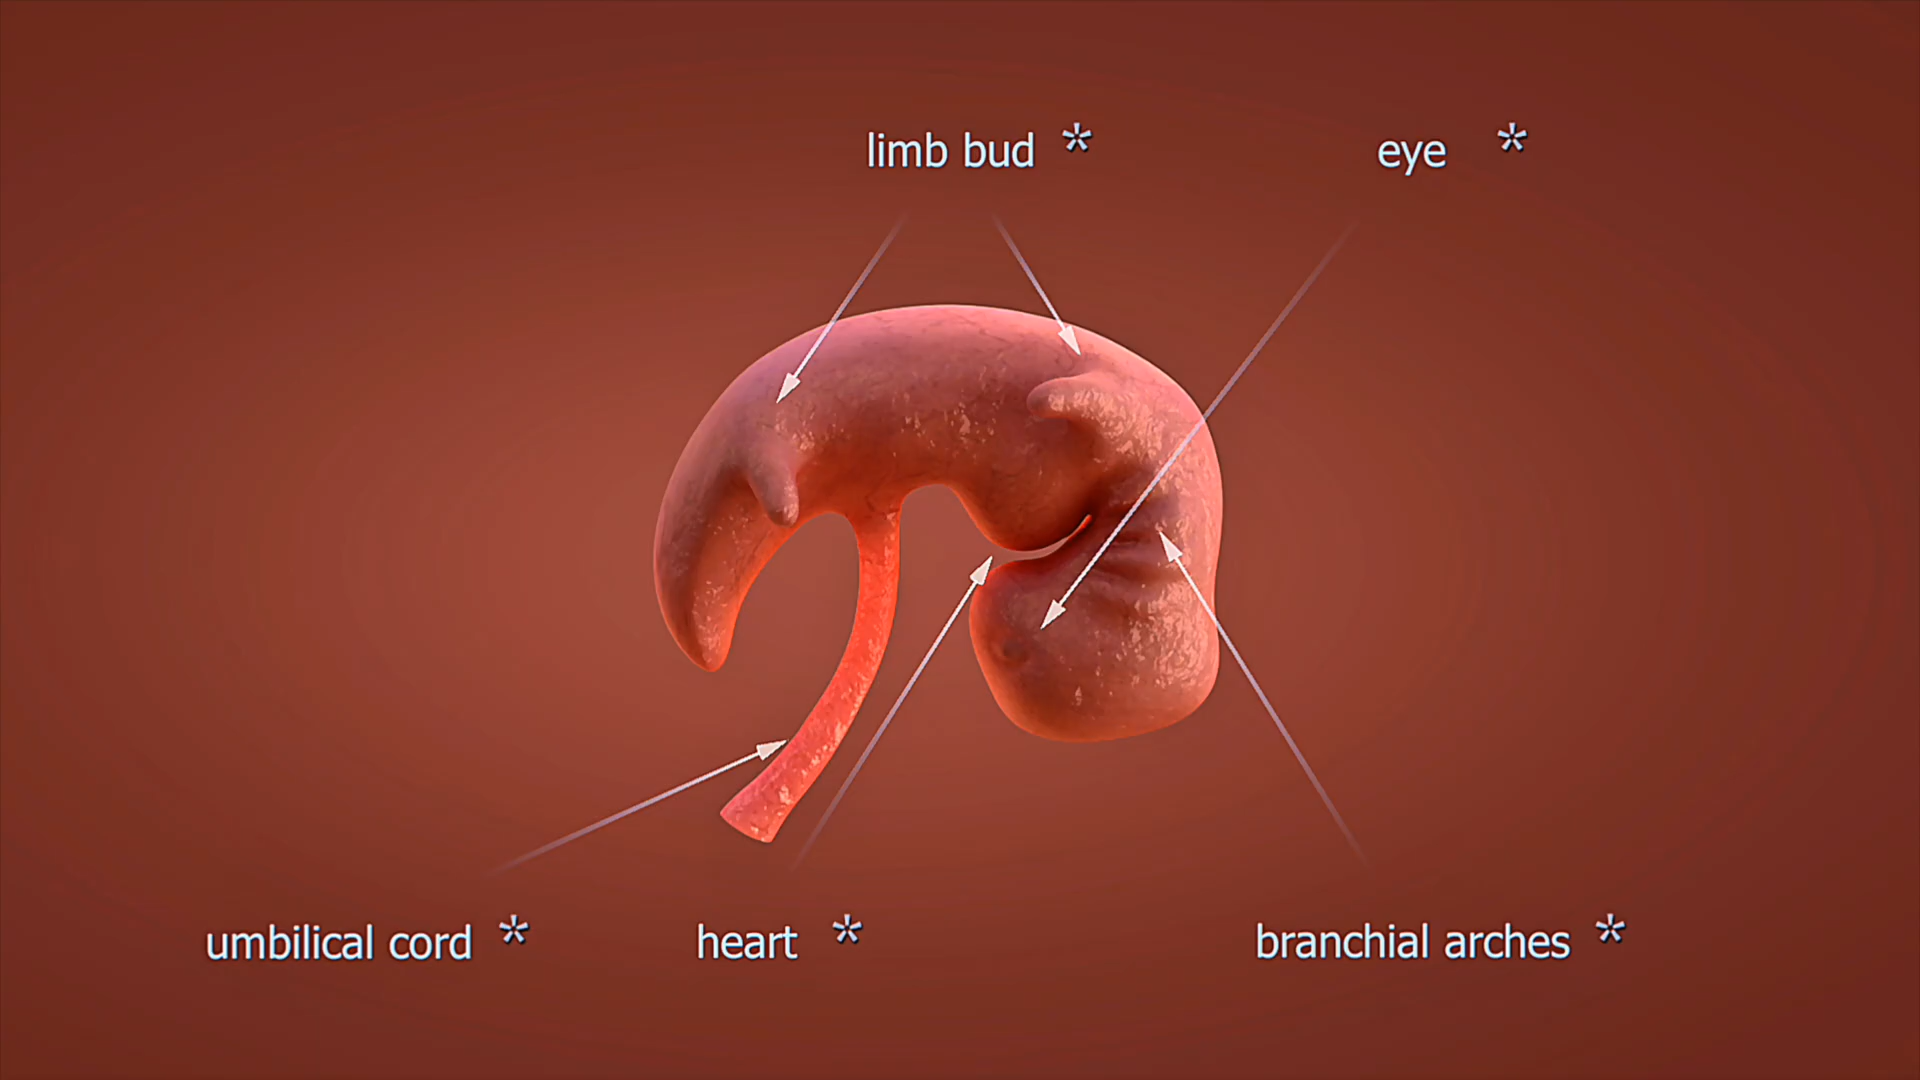 limb bud *
eye *
umbilical cord *
heart *
branchial arches *